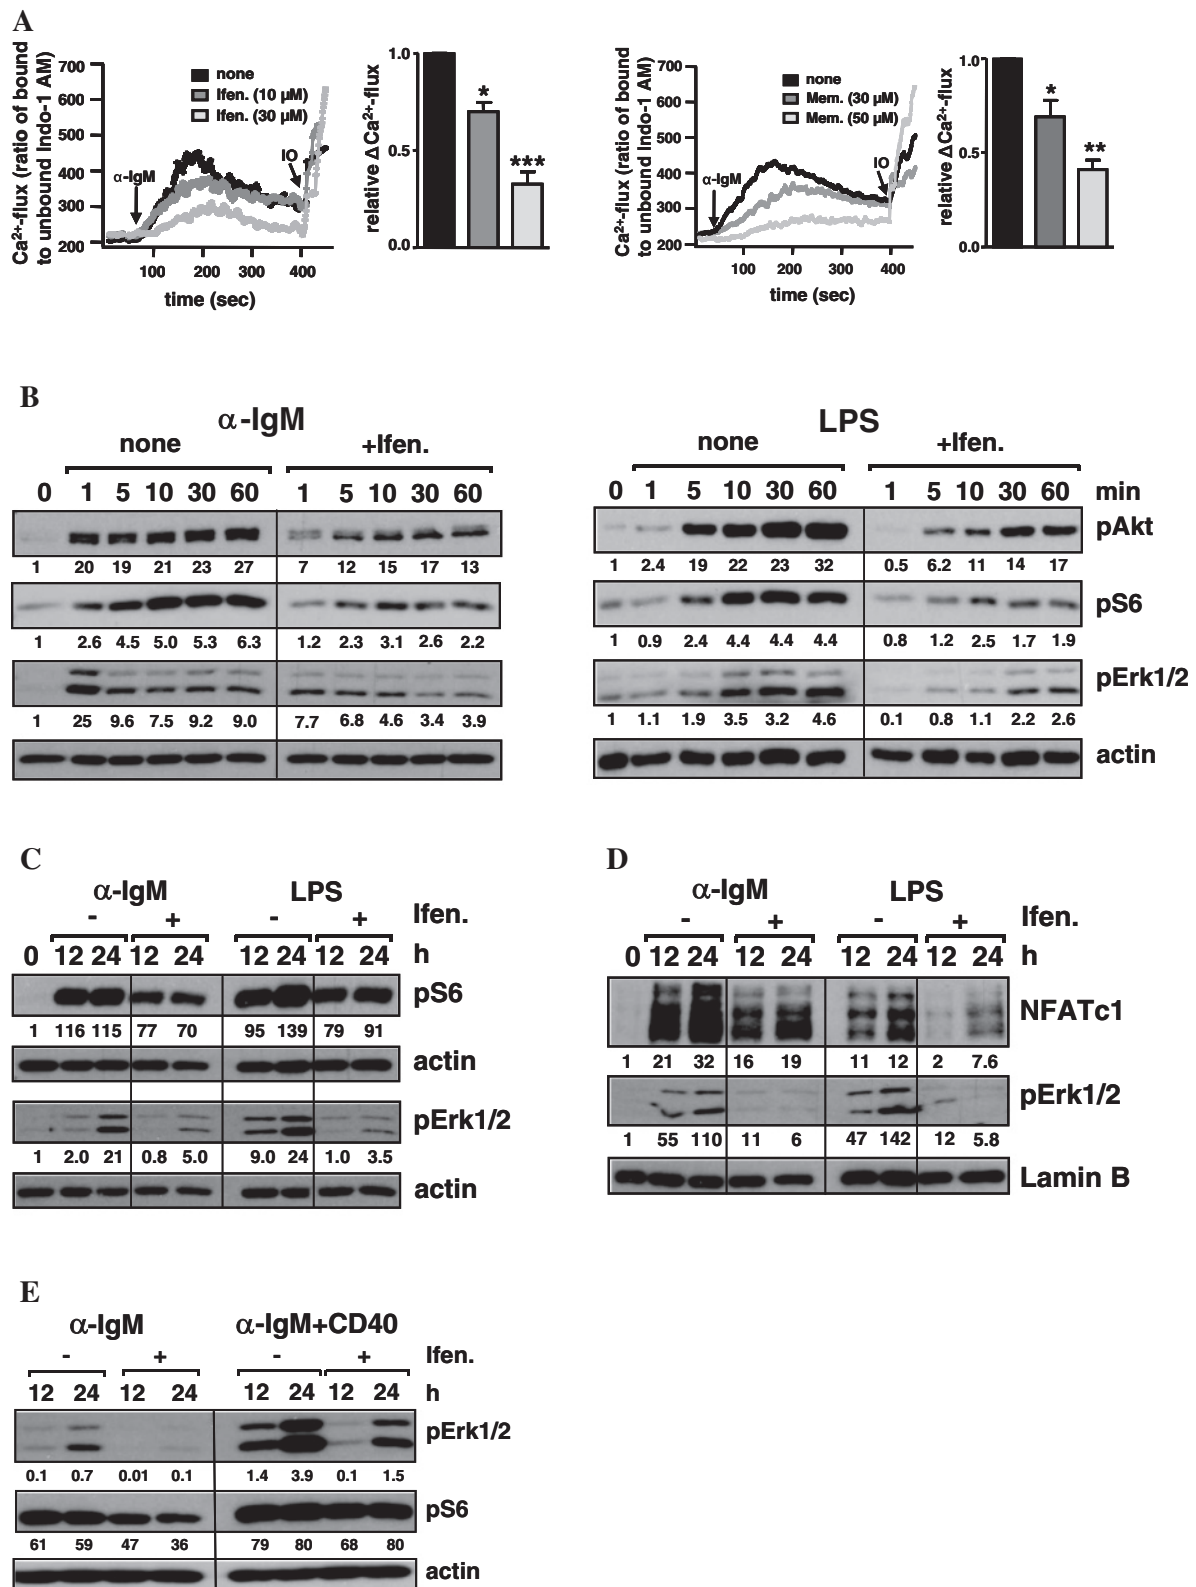 A
Ca²⁺-flux (ratio of bound
to unbound Indo-1 AM)
700
600
500
400
300
200
none
Ifen. (10 µM)
Ifen. (30 µM)
α-IgM
IO
100 200 300 400
time (sec)
relative ΔCa²⁺-flux
1.0
0.5
0.0
*
***
Ca²⁺-flux (ratio of bound
to unbound Indo-1 AM)
700
600
500
400
300
200
none
Mem. (30 µM)
Mem. (50 µM)
α-IgM
IO
100 200 300 400
time (sec)
relative ΔCa²⁺-flux
1.0
0.5
0.0
*
**
B
α-IgM
none +Ifen.
0 1 5 10 30 60 1 5 10 30 60
1 20 19 21 23 27 7 12 15 17 13
1 2.6 4.5 5.0 5.3 6.3 1.2 2.3 3.1 2.6 2.2
1 25 9.6 7.5 9.2 9.0 7.7 6.8 4.6 3.4 3.9
LPS
none +Ifen.
0 1 5 10 30 60 1 5 10 30 60 min
pAkt
1 2.4 19 22 23 32 0.5 6.2 11 14 17
pS6
1 0.9 2.4 4.4 4.4 4.4 0.8 1.2 2.5 1.7 1.9
pErk1/2
1 1.1 1.9 3.5 3.2 4.6 0.1 0.8 1.1 2.2 2.6
actin
C
α-IgM LPS
- + - + Ifen.
0 12 24 12 24 12 24 12 24 h
pS6
1 116 115 77 70 95 139 79 91
actin
pErk1/2
1 2.0 21 0.8 5.0 9.0 24 1.0 3.5
actin
D
α-IgM LPS
- + - + Ifen.
0 12 24 12 24 12 24 12 24 h
NFATc1
1 21 32 16 19 11 12 2 7.6
pErk1/2
1 55 110 11 6 47 142 12 5.8
Lamin B
E
α-IgM α-IgM+CD40
- + - + Ifen.
12 24 12 24 12 24 12 24 h
pErk1/2
0.1 0.7 0.01 0.1 1.4 3.9 0.1 1.5
pS6
61 59 47 36 79 80 68 80
actin